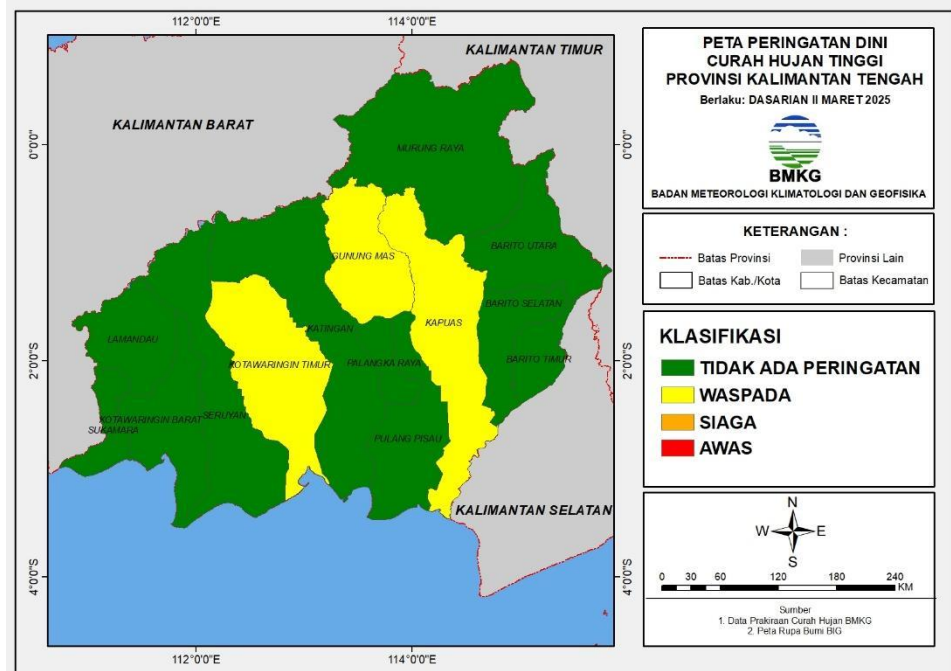 112°0'0"E
114°0'0"E
KALIMANTAN TIMUR
KALIMANTAN BARAT
0°0'0"
0°0'0"
MURUNG RAYA
BARITO UTARA
GUNUNG MAS
BARITO SELATAN
KAPUAS
KATINGAN
LAMANDAU
BARITO TIMUR
KOTAWARINGIN TIMUR
PALANGKA RAYA
2°0'0"S
2°0'0"S
KOTAWARINGIN BARAT
SERUYAN
SUKAMARA
PULANG PISAU
KALIMANTAN SELATAN
4°0'0"S
4°0'0"S
112°0'0"E
114°0'0"E
PETA PERINGATAN DINI
CURAH HUJAN TINGGI
PROVINSI KALIMANTAN TENGAH
Berlaku: DASARIAN II MARET 2025
BMKG
BADAN METEOROLOGI KLIMATOLOGI DAN GEOFISIKA
KETERANGAN :
Batas Provinsi
Provinsi Lain
Batas Kab./Kota
Batas Kecamatan
KLASIFIKASI
TIDAK ADA PERINGATAN
WASPADA
SIAGA
AWAS
N
W E
S
0 30 60 120 180 240
KM
Sumber
1. Data Prakiraan Curah Hujan BMKG
2. Peta Rupa Bumi BIG